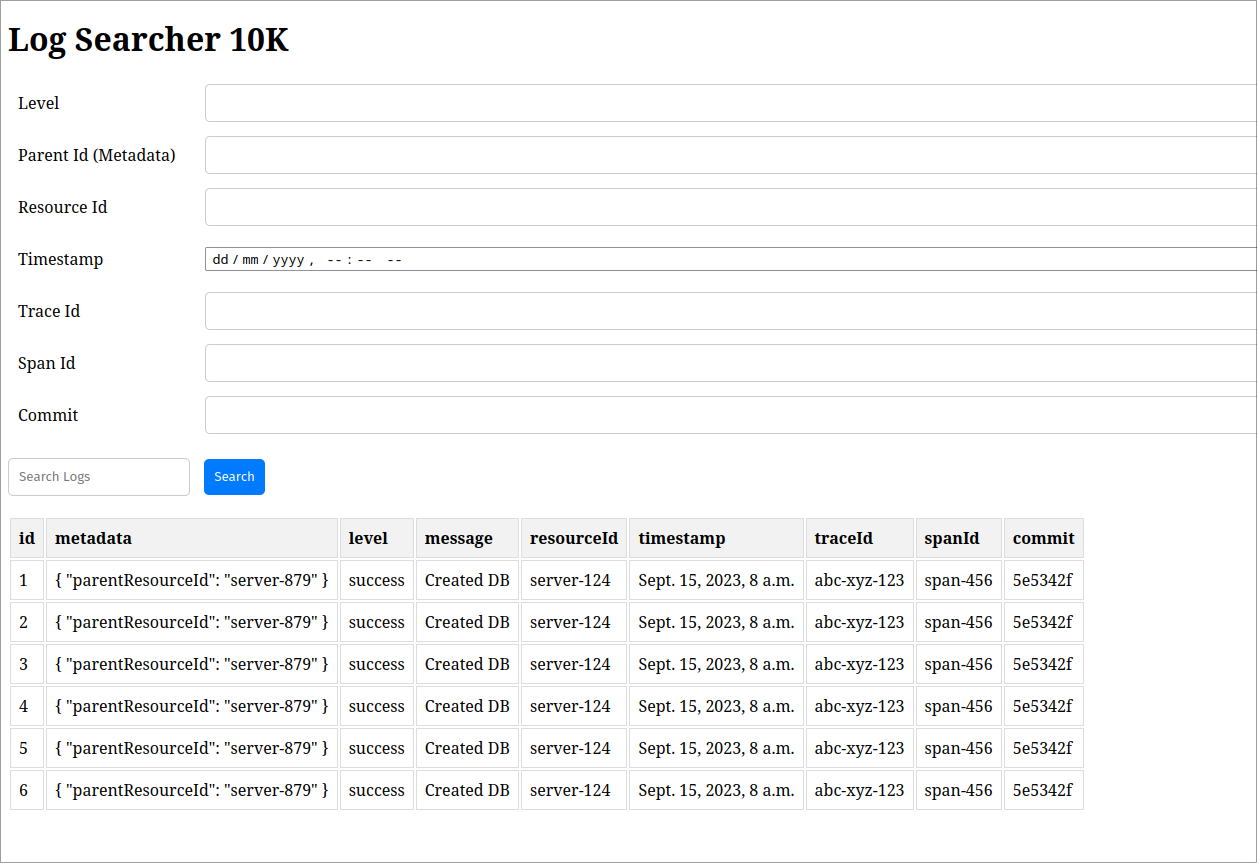 Log Searcher 10K
Level
Parent Id (Metadata)
Resource Id
Timestamp dd / mm / yyyy , -- : -- --
Trace Id
Span Id
Commit
Search Logs Search
id metadata level message resourceId timestamp traceId spanId commit
1 { "parentResourceId": "server-879" } success Created DB server-124 Sept. 15, 2023, 8 a.m. abc-xyz-123 span-456 5e5342f
2 { "parentResourceId": "server-879" } success Created DB server-124 Sept. 15, 2023, 8 a.m. abc-xyz-123 span-456 5e5342f
3 { "parentResourceId": "server-879" } success Created DB server-124 Sept. 15, 2023, 8 a.m. abc-xyz-123 span-456 5e5342f
4 { "parentResourceId": "server-879" } success Created DB server-124 Sept. 15, 2023, 8 a.m. abc-xyz-123 span-456 5e5342f
5 { "parentResourceId": "server-879" } success Created DB server-124 Sept. 15, 2023, 8 a.m. abc-xyz-123 span-456 5e5342f
6 { "parentResourceId": "server-879" } success Created DB server-124 Sept. 15, 2023, 8 a.m. abc-xyz-123 span-456 5e5342f